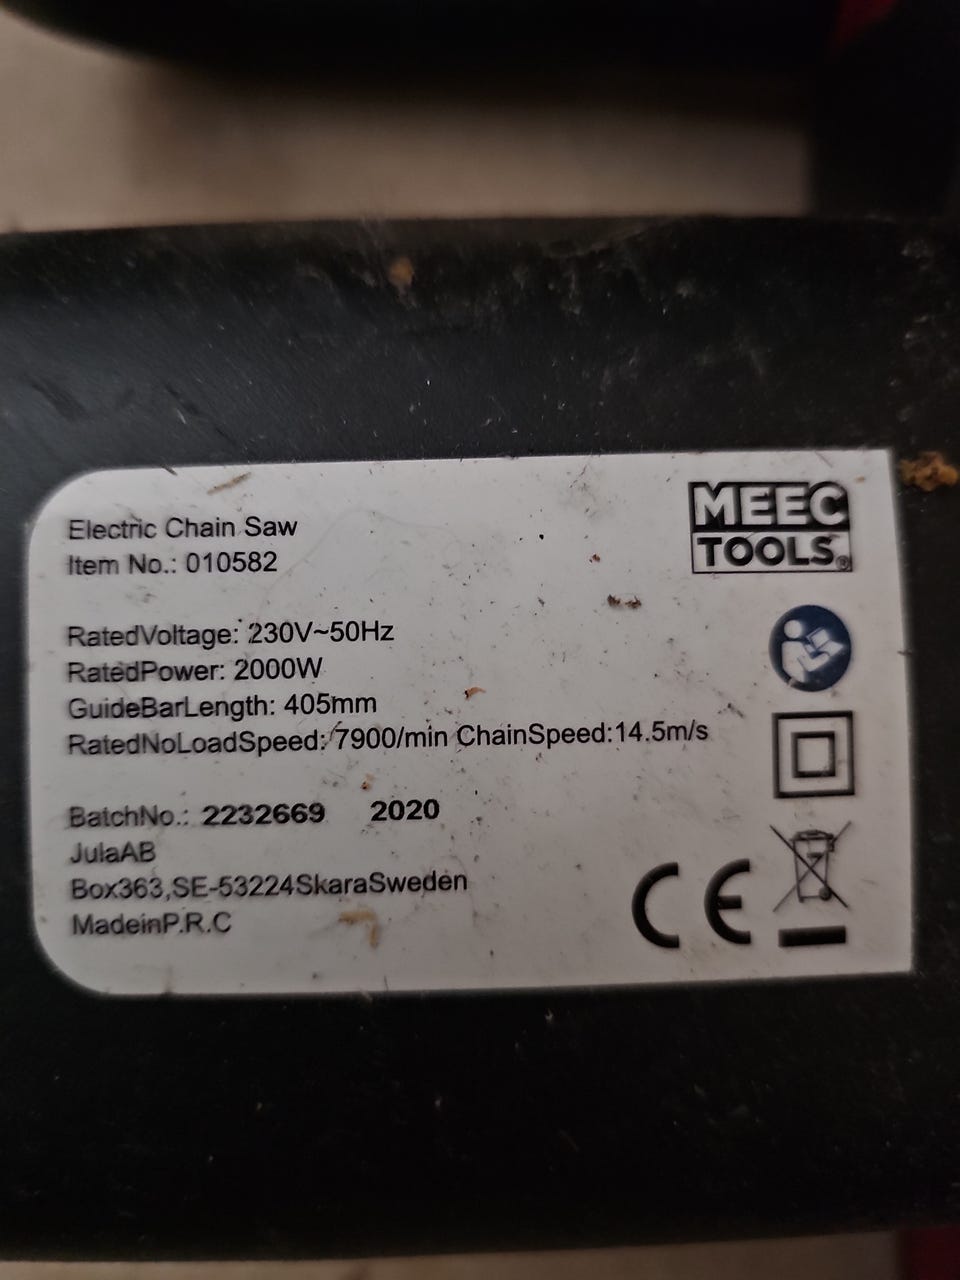 MEEC
TOOLS®
Electric Chain Saw
Item No.: 010582
RatedVoltage: 230V~50Hz
RatedPower: 2000W
GuideBarLength: 405mm
RatedNoLoadSpeed: 7900/min ChainSpeed:14.5m/s
BatchNo.: 2232669 2020
JulaAB
Box363,SE-53224SkaraSweden
MadeinP.R.C
CE